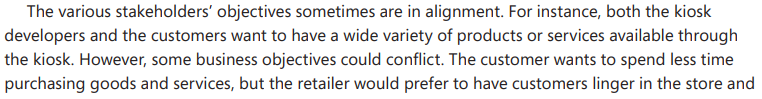 The various stakeholders’ objectives sometimes are in alignment. For instance, both the kiosk
developers and the customers want to have a wide variety of products or services available through
the kiosk. However, some business objectives could conflict. The customer wants to spend less time
purchasing goods and services, but the retailer would prefer to have customers linger in the store and